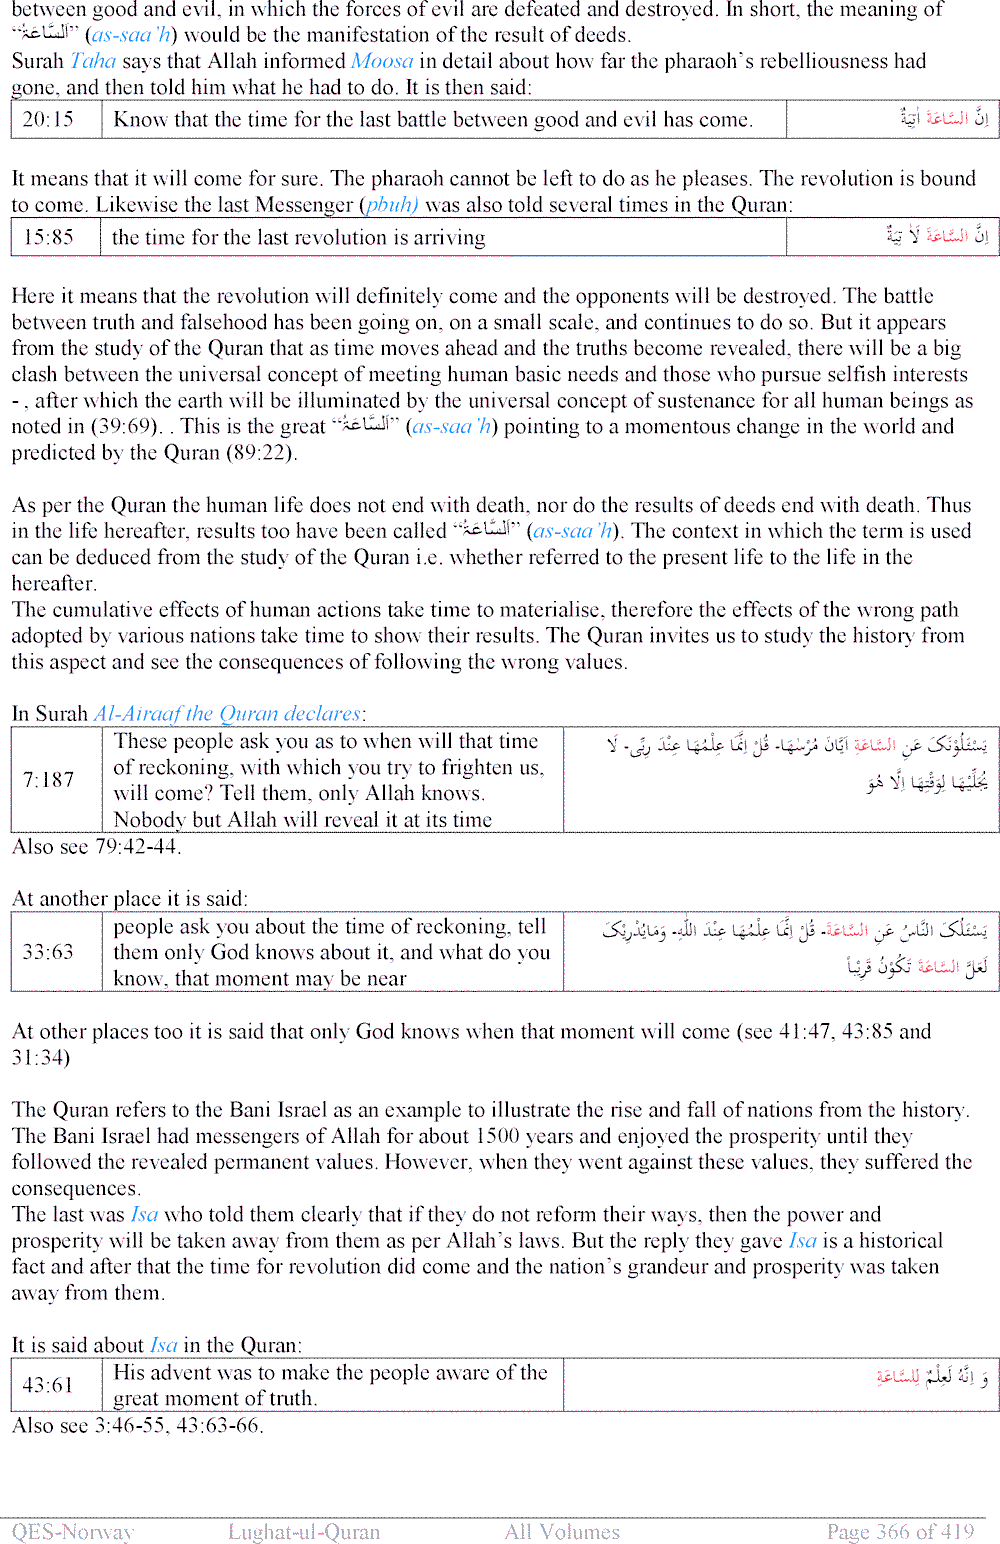 between good and evil, in which the forces of evil are defeated and destroyed. In short, the meaning of
“اَلسَّاعَۃُ” (as-saa’h) would be the manifestation of the result of deeds.
Surah Taha says that Allah informed Moosa in detail about how far the pharaoh’s rebelliousness had
gone, and then told him what he had to do. It is then said:
20:15 Know that the time for the last battle between good and evil has come. اِنَّ السَّاعَۃَ اٰتِیَۃٌ
It means that it will come for sure. The pharaoh cannot be left to do as he pleases. The revolution is bound
to come. Likewise the last Messenger (pbuh) was also told several times in the Quran:
15:85 the time for the last revolution is arriving اِنَّ السَّاعَۃَ لَاٰ تِیَۃٌ
Here it means that the revolution will definitely come and the opponents will be destroyed. The battle
between truth and falsehood has been going on, on a small scale, and continues to do so. But it appears
from the study of the Quran that as time moves ahead and the truths become revealed, there will be a big
clash between the universal concept of meeting human basic needs and those who pursue selfish interests
- , after which the earth will be illuminated by the universal concept of sustenance for all human beings as
noted in (39:69). . This is the great “اَلسَّاعَۃُ” (as-saa’h) pointing to a momentous change in the world and
predicted by the Quran (89:22).
As per the Quran the human life does not end with death, nor do the results of deeds end with death. Thus
in the life hereafter, results too have been called “اَلسَّاعَۃُ” (as-saa’h). The context in which the term is used
can be deduced from the study of the Quran i.e. whether referred to the present life to the life in the
hereafter.
The cumulative effects of human actions take time to materialise, therefore the effects of the wrong path
adopted by various nations take time to show their results. The Quran invites us to study the history from
this aspect and see the consequences of following the wrong values.
In Surah Al-Airaaf the Quran declares:
7:187 These people ask you as to when will that time
of reckoning, with which you try to frighten us,
will come? Tell them, only Allah knows.
Nobody but Allah will reveal it at its time
یَسْئَلُوْنَکَ عَنِ السَّاعَۃِ اَیَّانَ مُرْسٰھَا۔ قُلْ اِنَّمَا عِلْمُھَا عِنْدَ رَبِّی۔ لَا
یُجَلِّیْھَا لِوَقْتِھَا اِلَّا ھُوَ
Also see 79:42-44.
At another place it is said:
33:63 people ask you about the time of reckoning, tell
them only God knows about it, and what do you
know, that moment may be near
یَسْئَلُکَ النَّاسُ عَنِ السَّاعَۃَ۔ قُلْ اِنَّمَا عِلْمُھَا عِنْدَ اللّٰہِ۔ وَمَایُدْرِیْکَ
لَعَلَّ السَّاعَۃَ تَکُوْنُ قَرِیْباً
At other places too it is said that only God knows when that moment will come (see 41:47, 43:85 and
31:34)
The Quran refers to the Bani Israel as an example to illustrate the rise and fall of nations from the history.
The Bani Israel had messengers of Allah for about 1500 years and enjoyed the prosperity until they
followed the revealed permanent values. However, when they went against these values, they suffered the
consequences.
The last was Isa who told them clearly that if they do not reform their ways, then the power and
prosperity will be taken away from them as per Allah’s laws. But the reply they gave Isa is a historical
fact and after that the time for revolution did come and the nation’s grandeur and prosperity was taken
away from them.
It is said about Isa in the Quran:
43:61 His advent was to make the people aware of the
great moment of truth.
وَ اِنَّہٗ لَعِلْمٌ لِلسَّاعَۃِ
Also see 3:46-55, 43:63-66.
QES-Norway Lughat-ul-Quran All Volumes Page 366 of 419